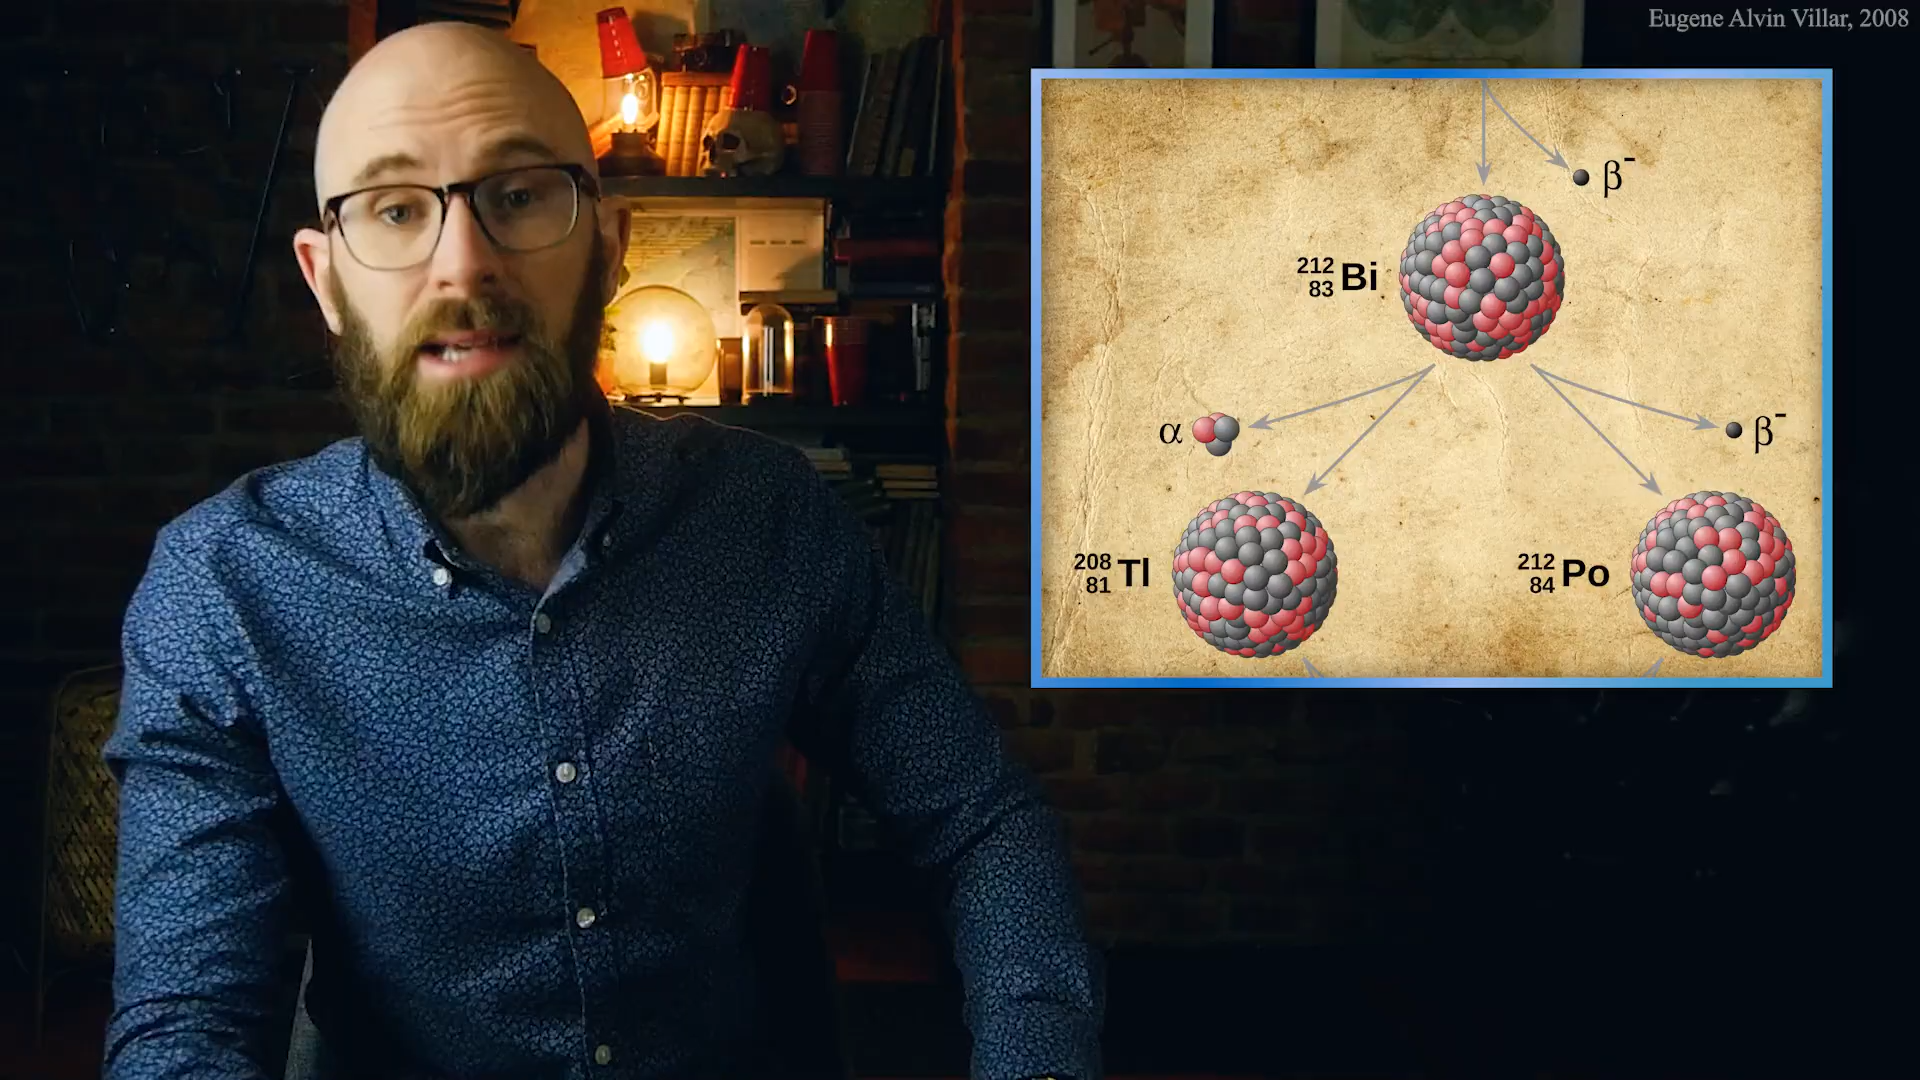 Eugene Alvin Villar, 2008
β-
212
83 Bi
α
β-
208
81 Tl
212
84 Po